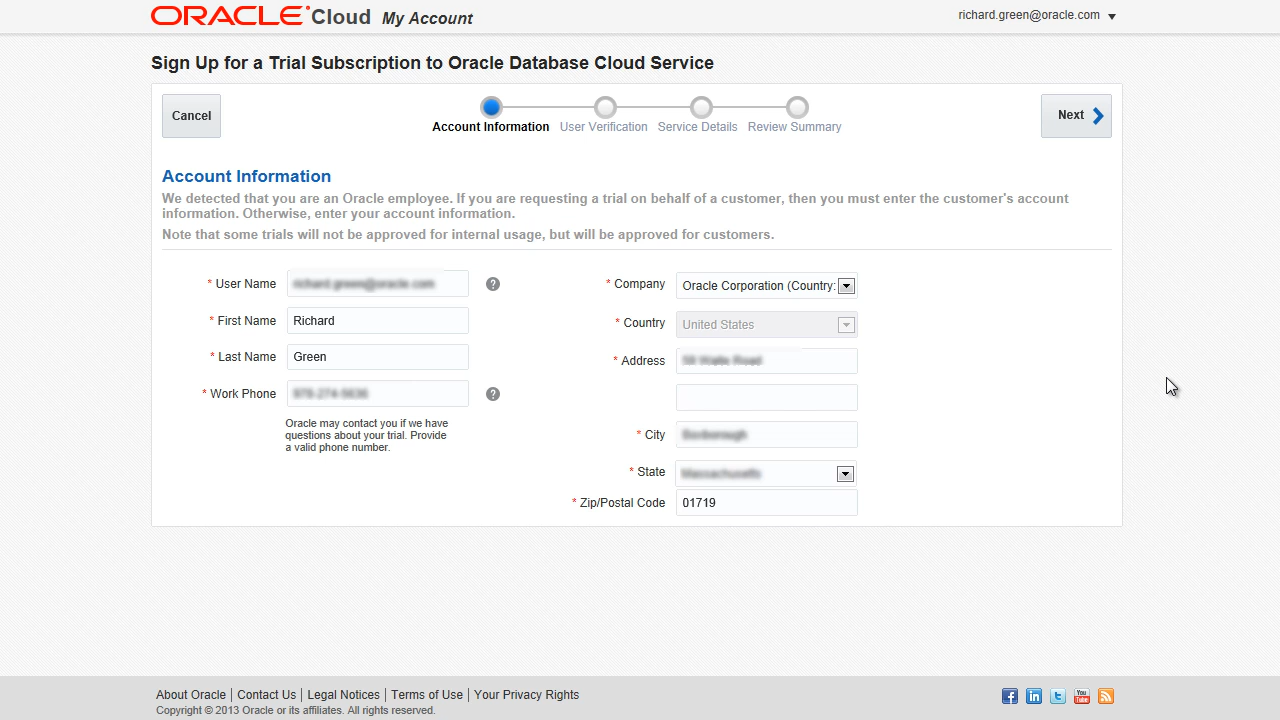 ORACLE Cloud My Account
richard.green@oracle.com
Sign Up for a Trial Subscription to Oracle Database Cloud Service
Cancel
Account Information User Verification Service Details Review Summary
Next
Account Information
We detected that you are an Oracle employee. If you are requesting a trial on behalf of a customer, then you must enter the customer's account
information. Otherwise, enter your account information.
Note that some trials will not be approved for internal usage, but will be approved for customers.
* User Name
* First Name Richard
* Last Name Green
* Work Phone
Oracle may contact you if we have
questions about your trial. Provide
a valid phone number.
* Company Oracle Corporation (Country:
* Country United States
* Address
* City
* State
* Zip/Postal Code 01719
About Oracle | Contact Us | Legal Notices | Terms of Use | Your Privacy Rights
Copyright © 2013 Oracle or its affiliates. All rights reserved.